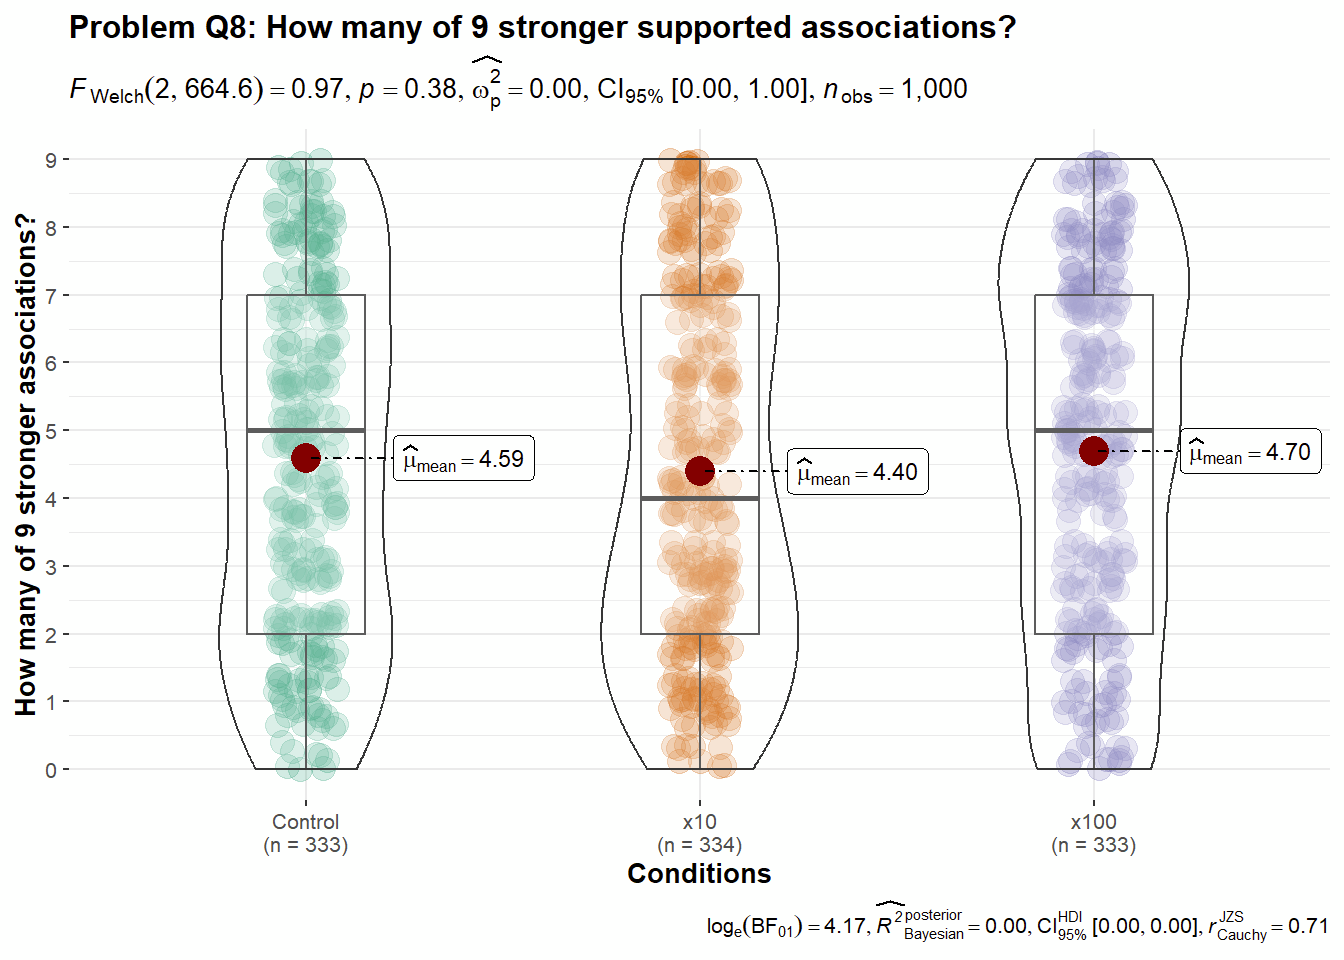 Problem Q8: How many of 9 stronger supported associations?
F Welch(2, 664.6) = 0.97, p = 0.38, ω̂²p = 0.00, CI95% [0.00, 1.00], nobs = 1,000
How many of 9 stronger associations?
9
8
7
6
5
4
3
2
1
0
μ̂mean = 4.59
μ̂mean = 4.40
μ̂mean = 4.70
Control
(n = 333)
x10
(n = 334)
x100
(n = 333)
Conditions
loge(BF01) = 4.17, R̂² posterior Bayesian = 0.00, CI HDI 95% [0.00, 0.00], r JZS Cauchy = 0.71